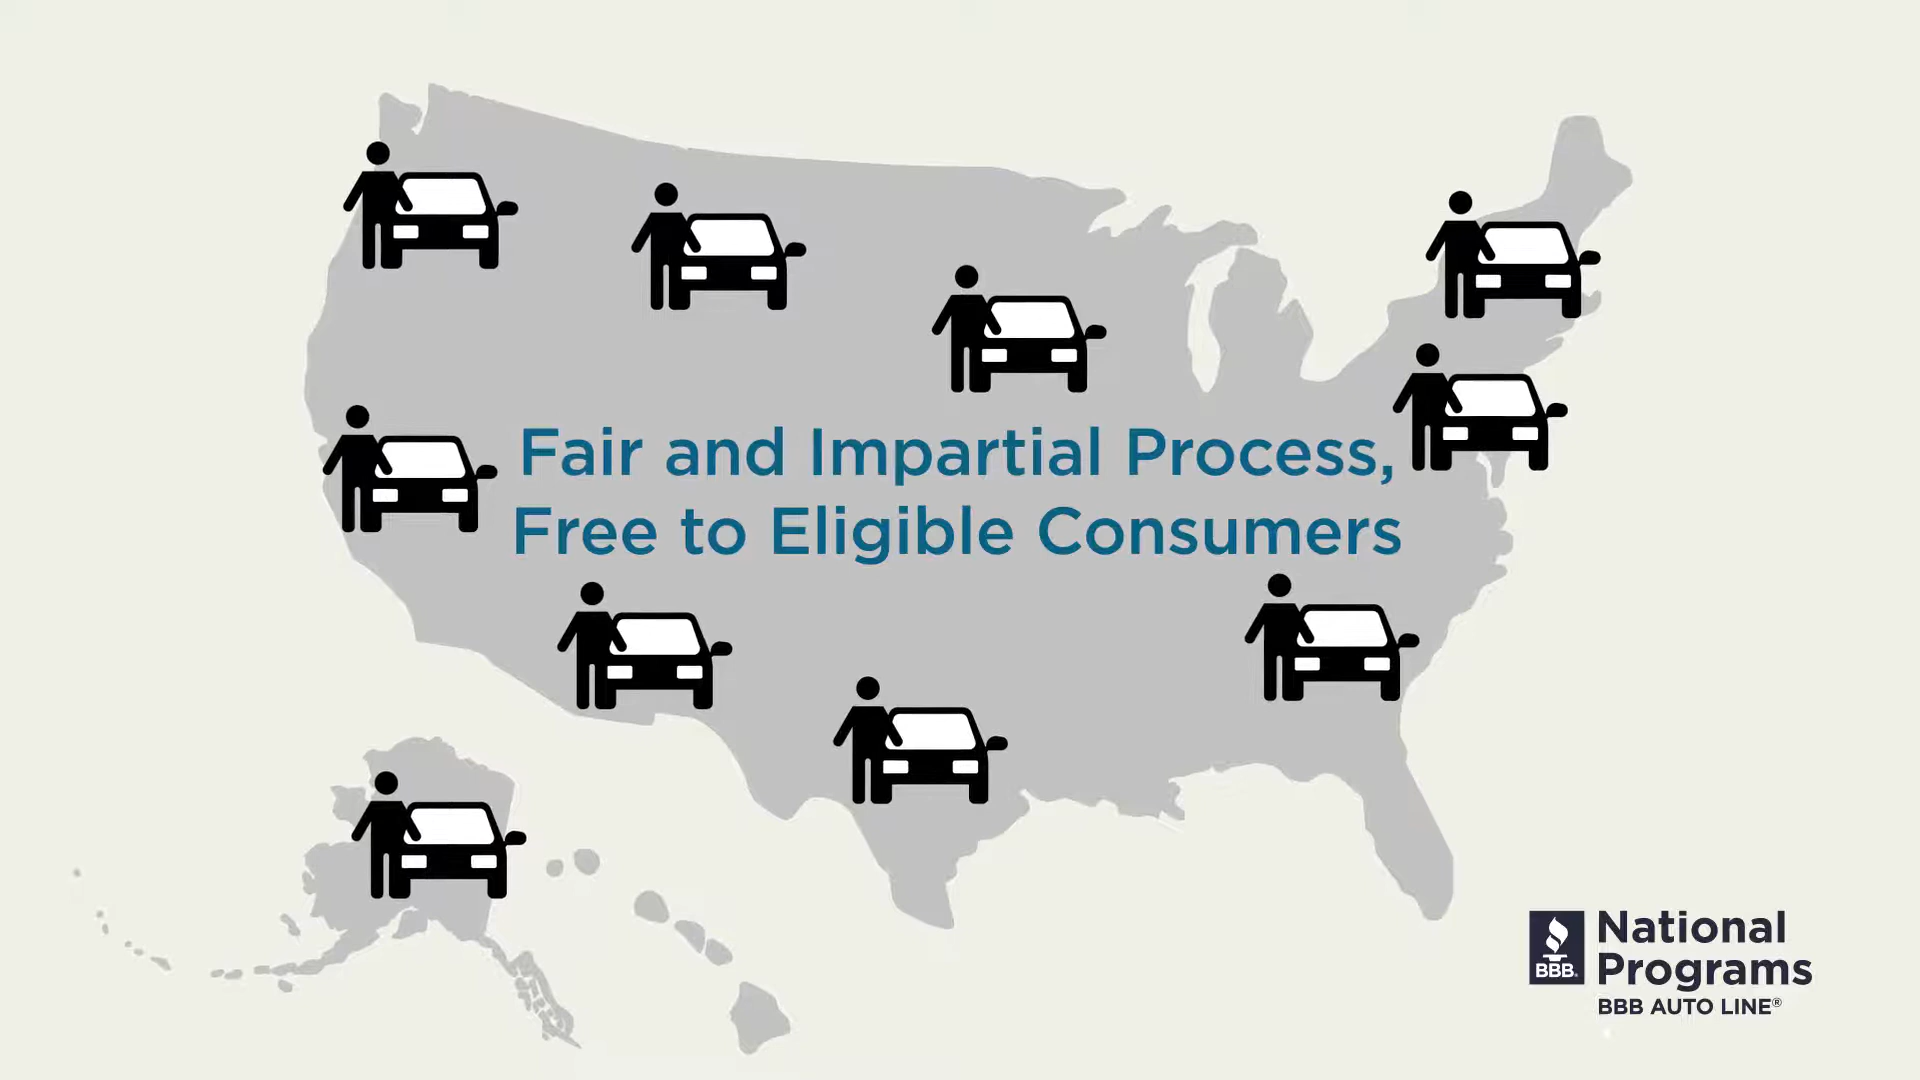 Fair and Impartial Process,
Free to Eligible Consumers
National
Programs
BBB.
BBB AUTO LINE®